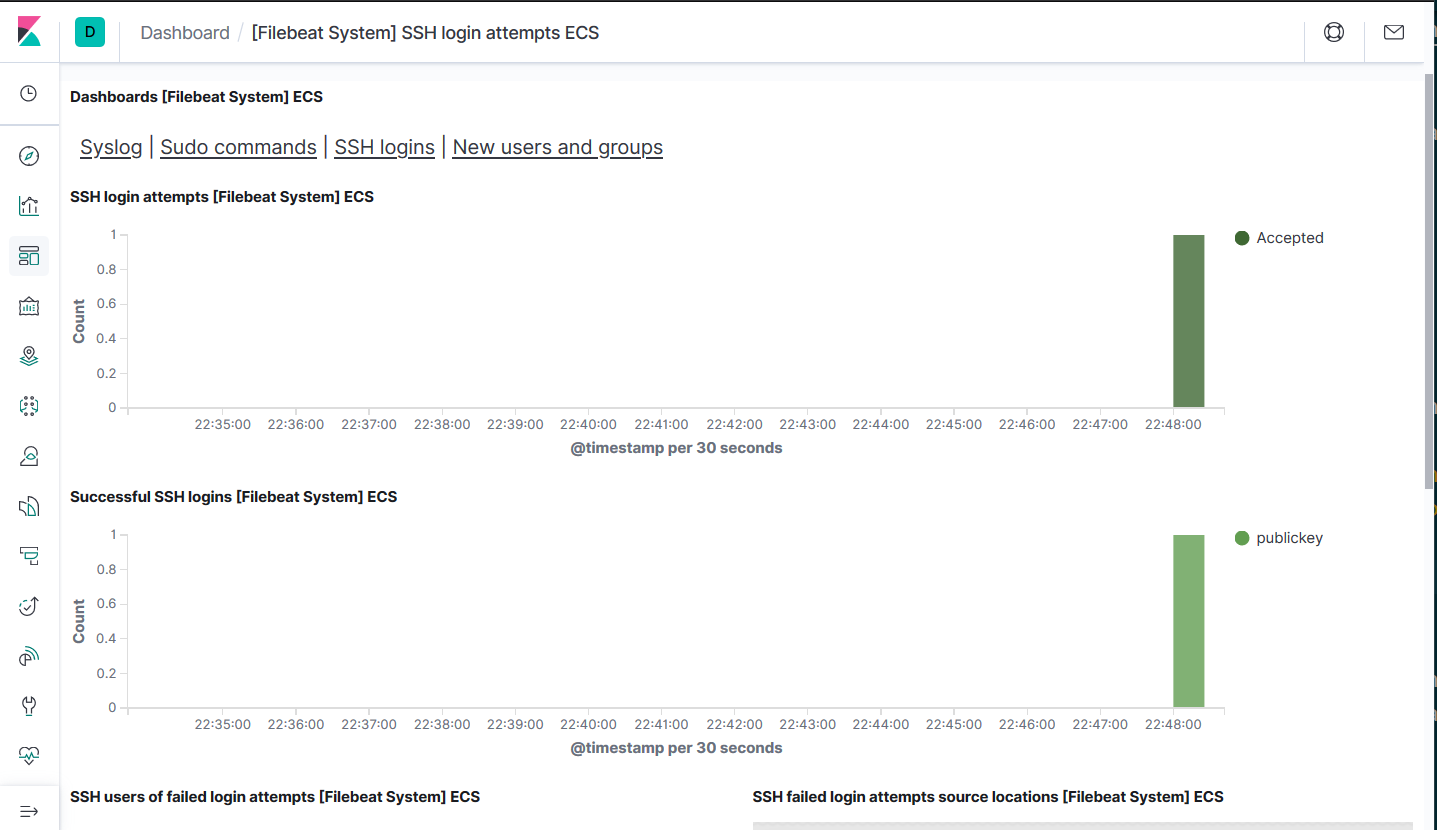 D Dashboard / [Filebeat System] SSH login attempts ECS
Dashboards [Filebeat System] ECS
Syslog | Sudo commands | SSH logins | New users and groups
SSH login attempts [Filebeat System] ECS
1
0.8
0.6
0.4
0.2
0
Count
22:35:00 22:36:00 22:37:00 22:38:00 22:39:00 22:40:00 22:41:00 22:42:00 22:43:00 22:44:00 22:45:00 22:46:00 22:47:00 22:48:00
@timestamp per 30 seconds
Accepted
Successful SSH logins [Filebeat System] ECS
1
0.8
0.6
0.4
0.2
0
Count
22:35:00 22:36:00 22:37:00 22:38:00 22:39:00 22:40:00 22:41:00 22:42:00 22:43:00 22:44:00 22:45:00 22:46:00 22:47:00 22:48:00
@timestamp per 30 seconds
publickey
SSH users of failed login attempts [Filebeat System] ECS
SSH failed login attempts source locations [Filebeat System] ECS